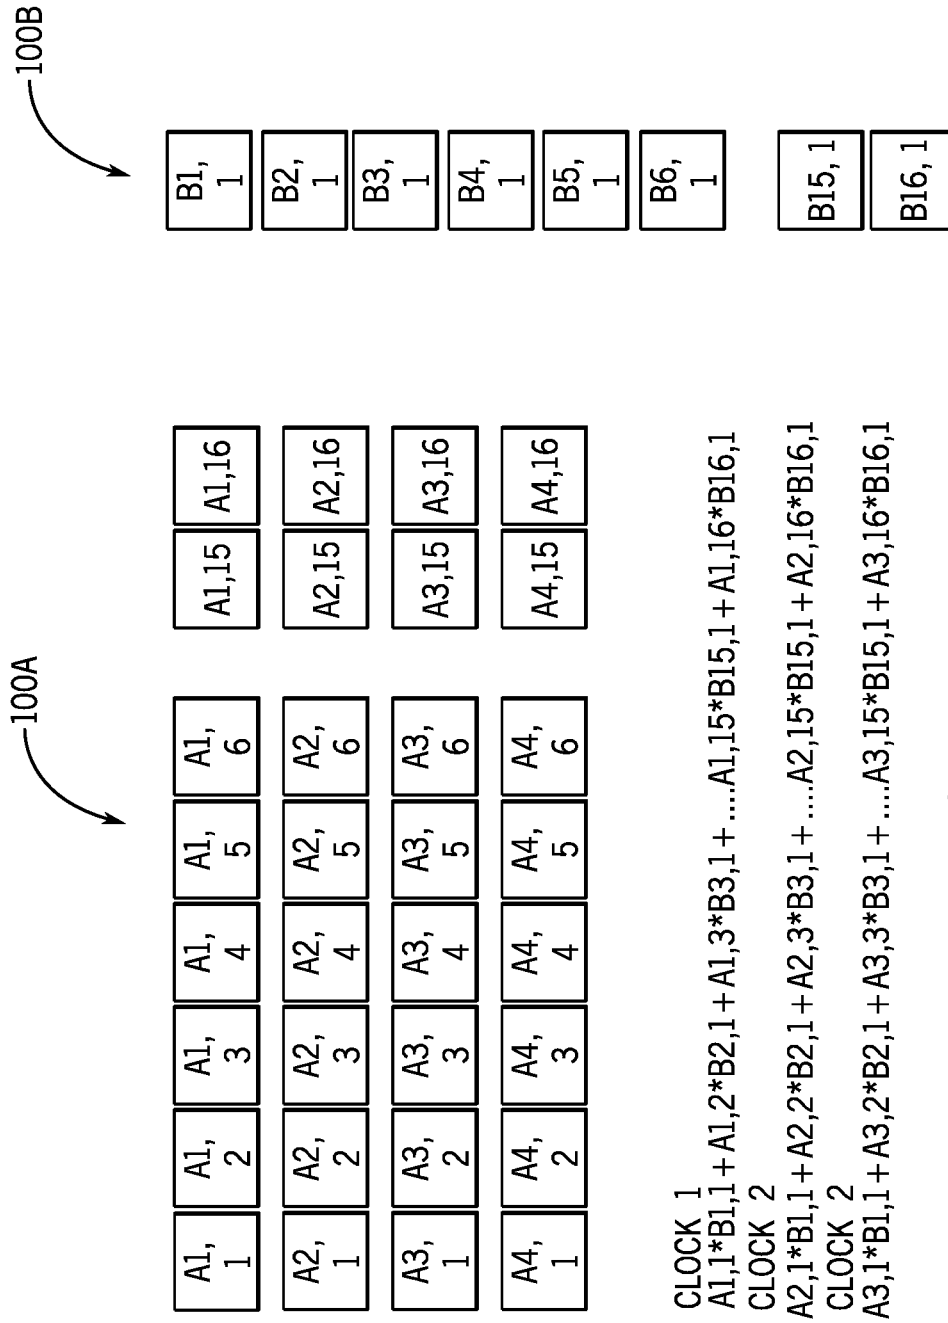 100A
100B
A1, 1 A1, 2 A1, 3 A1, 4 A1, 5 A1, 6 A1,15 A1,16
A2, 1 A2, 2 A2, 3 A2, 4 A2, 5 A2, 6 A2,15 A2,16
A3, 1 A3, 2 A3, 3 A3, 4 A3, 5 A3, 6 A3,15 A3,16
A4, 1 A4, 2 A4, 3 A4, 4 A4, 5 A4, 6 A4,15 A4,16
B1, 1
B2, 1
B3, 1
B4, 1
B5, 1
B6, 1
B15, 1
B16, 1
CLOCK 1
A1,1*B1,1+A1,2*B2,1+A1,3*B3,1+....A1,15*B15,1+A1,16*B16,1
CLOCK 2
A2,1*B1,1+A2,2*B2,1+A2,3*B3,1+....A2,15*B15,1+A2,16*B16,1
CLOCK 2
A3,1*B1,1+A3,2*B2,1+A3,3*B3,1+....A3,15*B15,1+A3,16*B16,1